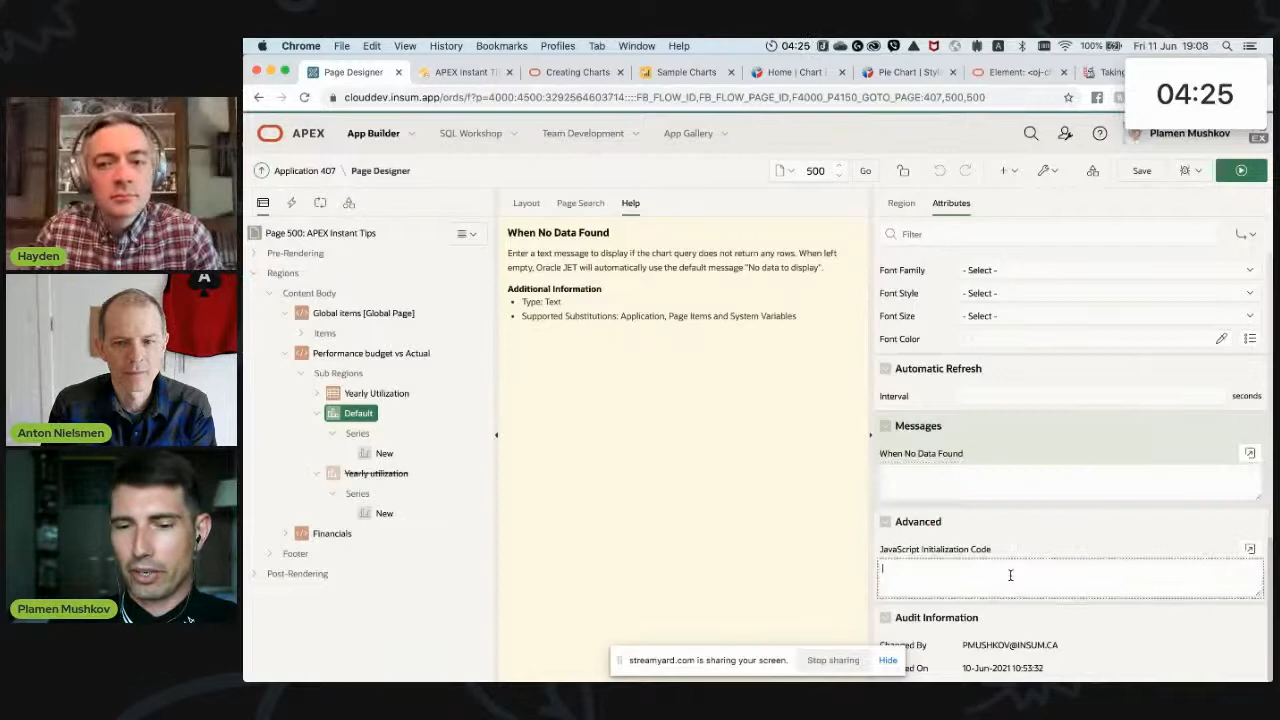 Chrome File Edit View History Bookmarks Profiles Tab Window Help 04:25 100% Fri 11 Jun 19:08
Page Designer × APEX Instant Ti × Creating Charts × Sample Charts × Home | Chart | × Pie Chart | Style × Element: <oj-ch × Taking
clouddev.insum.app/ords/f?p=4000:4500:3292564603714::::FB_FLOW_ID,FB_FLOW_PAGE_ID,F4000_P4150_GOTO_PAGE:407,500,500
04:25
APEX App Builder SQL Workshop Team Development App Gallery Plamen Mushkov
EX
Application 407 \ Page Designer 500 Go Save
Layout Page Search Help Region Attributes
Page 500: APEX Instant Tips
Pre-Rendering
Regions
Content Body
Global items [Global Page]
Items
Performance budget vs Actual
Sub Regions
Yearly Utilization
Default
Series
New
Yearly utilization
Series
New
Financials
Footer
Post-Rendering
When No Data Found
Enter a text message to display if the chart query does not return any rows. When left
empty, Oracle JET will automatically use the default message "No data to display".
Additional Information
• Type: Text
• Supported Substitutions: Application, Page Items and System Variables
Filter
Font Family - Select -
Font Style - Select -
Font Size - Select -
Font Color
Automatic Refresh
Interval seconds
Messages
When No Data Found
Advanced
JavaScript Initialization Code
Audit Information
Changed By PMUSHKOV@INSUM.CA
On 10-Jun-2021 10:53:32
streamyard.com is sharing your screen. Stop sharing Hide
Hayden
A
Anton Nielsmen
Plamen Mushkov